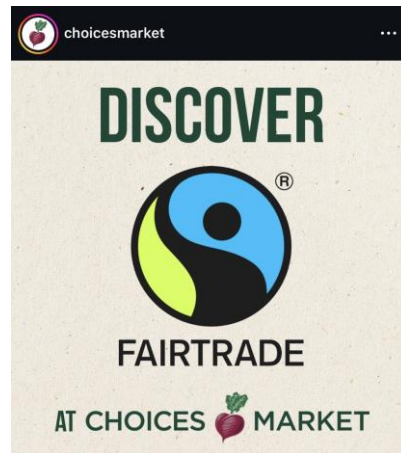 choicesmarket
DISCOVER
®
FAIRTRADE
AT CHOICES MARKET